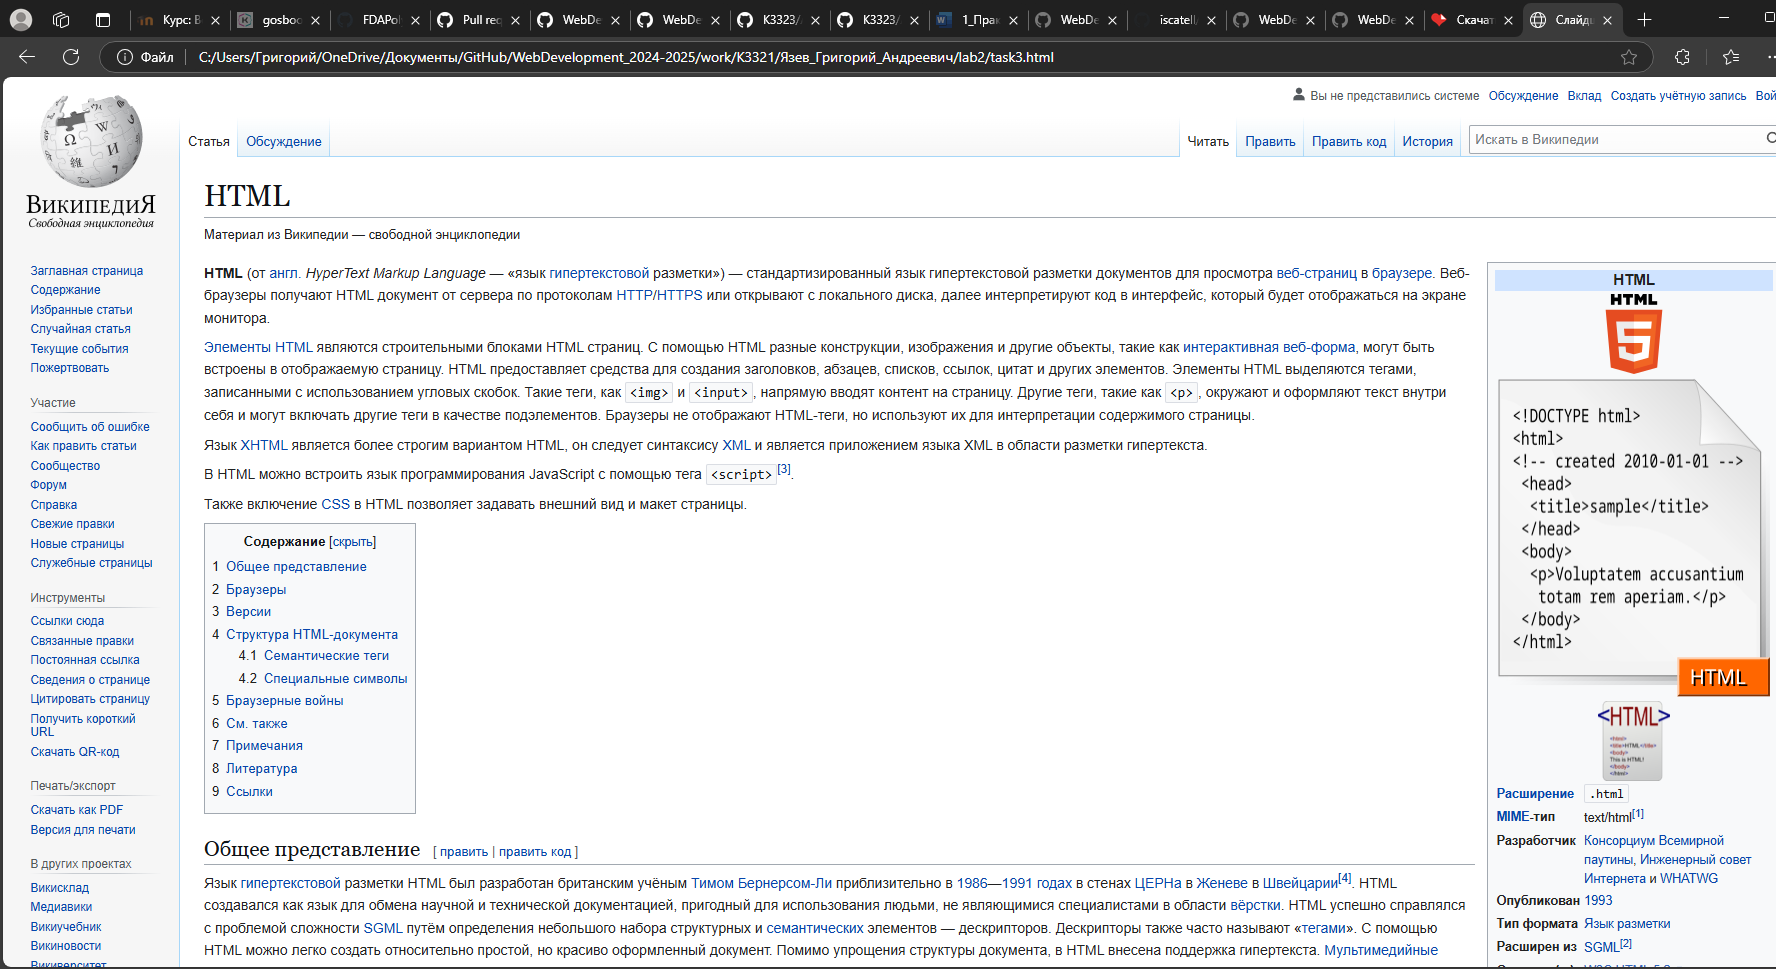 Курс: В
gosboo
FDAPol
Pull req
WebDe
WebDe
K3323/
K3323/
1_Прак
WebDe
iscatell/
WebDe
WebDe
Скачат
Слайд
Файл
C:/Users/Григорий/OneDrive/Документы/GitHub/WebDevelopment_2024-2025/work/K3321/Язев_Григорий_Андреевич/lab2/task3.html
Вы не представились системе Обсуждение Вклад Создать учётную запись Вой
Статья Обсуждение
Читать Править Править код История
Искать в Википедии
ВикипедиЯ
Свободная энциклопедия
Заглавная страница
Содержание
Избранные статьи
Случайная статья
Текущие события
Пожертвовать
Участие
Сообщить об ошибке
Как править статьи
Сообщество
Форум
Справка
Свежие правки
Новые страницы
Служебные страницы
Инструменты
Ссылки сюда
Связанные правки
Постоянная ссылка
Сведения о странице
Цитировать страницу
Получить короткий
URL
Скачать QR-код
Печать/экспорт
Скачать как PDF
Версия для печати
В других проектах
Викисклад
Медиавики
Викиучебник
Викиновости
Викиверситет
HTML
Материал из Википедии — свободной энциклопедии
HTML (от англ. HyperText Markup Language — «язык гипертекстовой разметки») — стандартизированный язык гипертекстовой разметки документов для просмотра веб-страниц в браузере. Веб-
браузеры получают HTML документ от сервера по протоколам HTTP/HTTPS или открывают с локального диска, далее интерпретируют код в интерфейс, который будет отображаться на экране
монитора.
Элементы HTML являются строительными блоками HTML страниц. С помощью HTML разные конструкции, изображения и другие объекты, такие как интерактивная веб-форма, могут быть
встроены в отображаемую страницу. HTML предоставляет средства для создания заголовков, абзацев, списков, ссылок, цитат и других элементов. Элементы HTML выделяются тегами,
записанными с использованием угловых скобок. Такие теги, как <img> и <input>, напрямую вводят контент на страницу. Другие теги, такие как <p>, окружают и оформляют текст внутри
себя и могут включать другие теги в качестве подэлементов. Браузеры не отображают HTML-теги, но используют их для интерпретации содержимого страницы.
Язык XHTML является более строгим вариантом HTML, он следует синтаксису XML и является приложением языка XML в области разметки гипертекста.
В HTML можно встроить язык программирования JavaScript с помощью тега <script>[3].
Также включение CSS в HTML позволяет задавать внешний вид и макет страницы.
Содержание [скрыть]
1 Общее представление
2 Браузеры
3 Версии
4 Структура HTML-документа
4.1 Семантические теги
4.2 Специальные символы
5 Браузерные войны
6 См. также
7 Примечания
8 Литература
9 Ссылки
Общее представление [ править | править код ]
Язык гипертекстовой разметки HTML был разработан британским учёным Тимом Бернерсом-Ли приблизительно в 1986—1991 годах в стенах ЦЕРНа в Женеве в Швейцарии[4]. HTML
создавался как язык для обмена научной и технической документацией, пригодный для использования людьми, не являющимися специалистами в области вёрстки. HTML успешно справлялся
с проблемой сложности SGML путём определения небольшого набора структурных и семантических элементов — дескрипторов. Дескрипторы также часто называют «тегами». С помощью
HTML можно легко создать относительно простой, но красиво оформленный документ. Помимо упрощения структуры документа, в HTML внесена поддержка гипертекста. Мультимедийные
HTML
HTML
5
<!DOCTYPE html>
<html>
<!-- created 2010-01-01 -->
<head>
<title>sample</title>
</head>
<body>
<p>Voluptatem accusantium
totam rem aperiam.</p>
</body>
</html>
HTML
<HTML>
<html>
<title>HTML</title>
<body>
This is HTML!
</body>
</html>
Расширение .html
MIME-тип text/html[1]
Разработчик Консорциум Всемирной
паутины, Инженерный совет
Интернета и WHATWG
Опубликован 1993
Тип формата Язык разметки
Расширен из SGML[2]